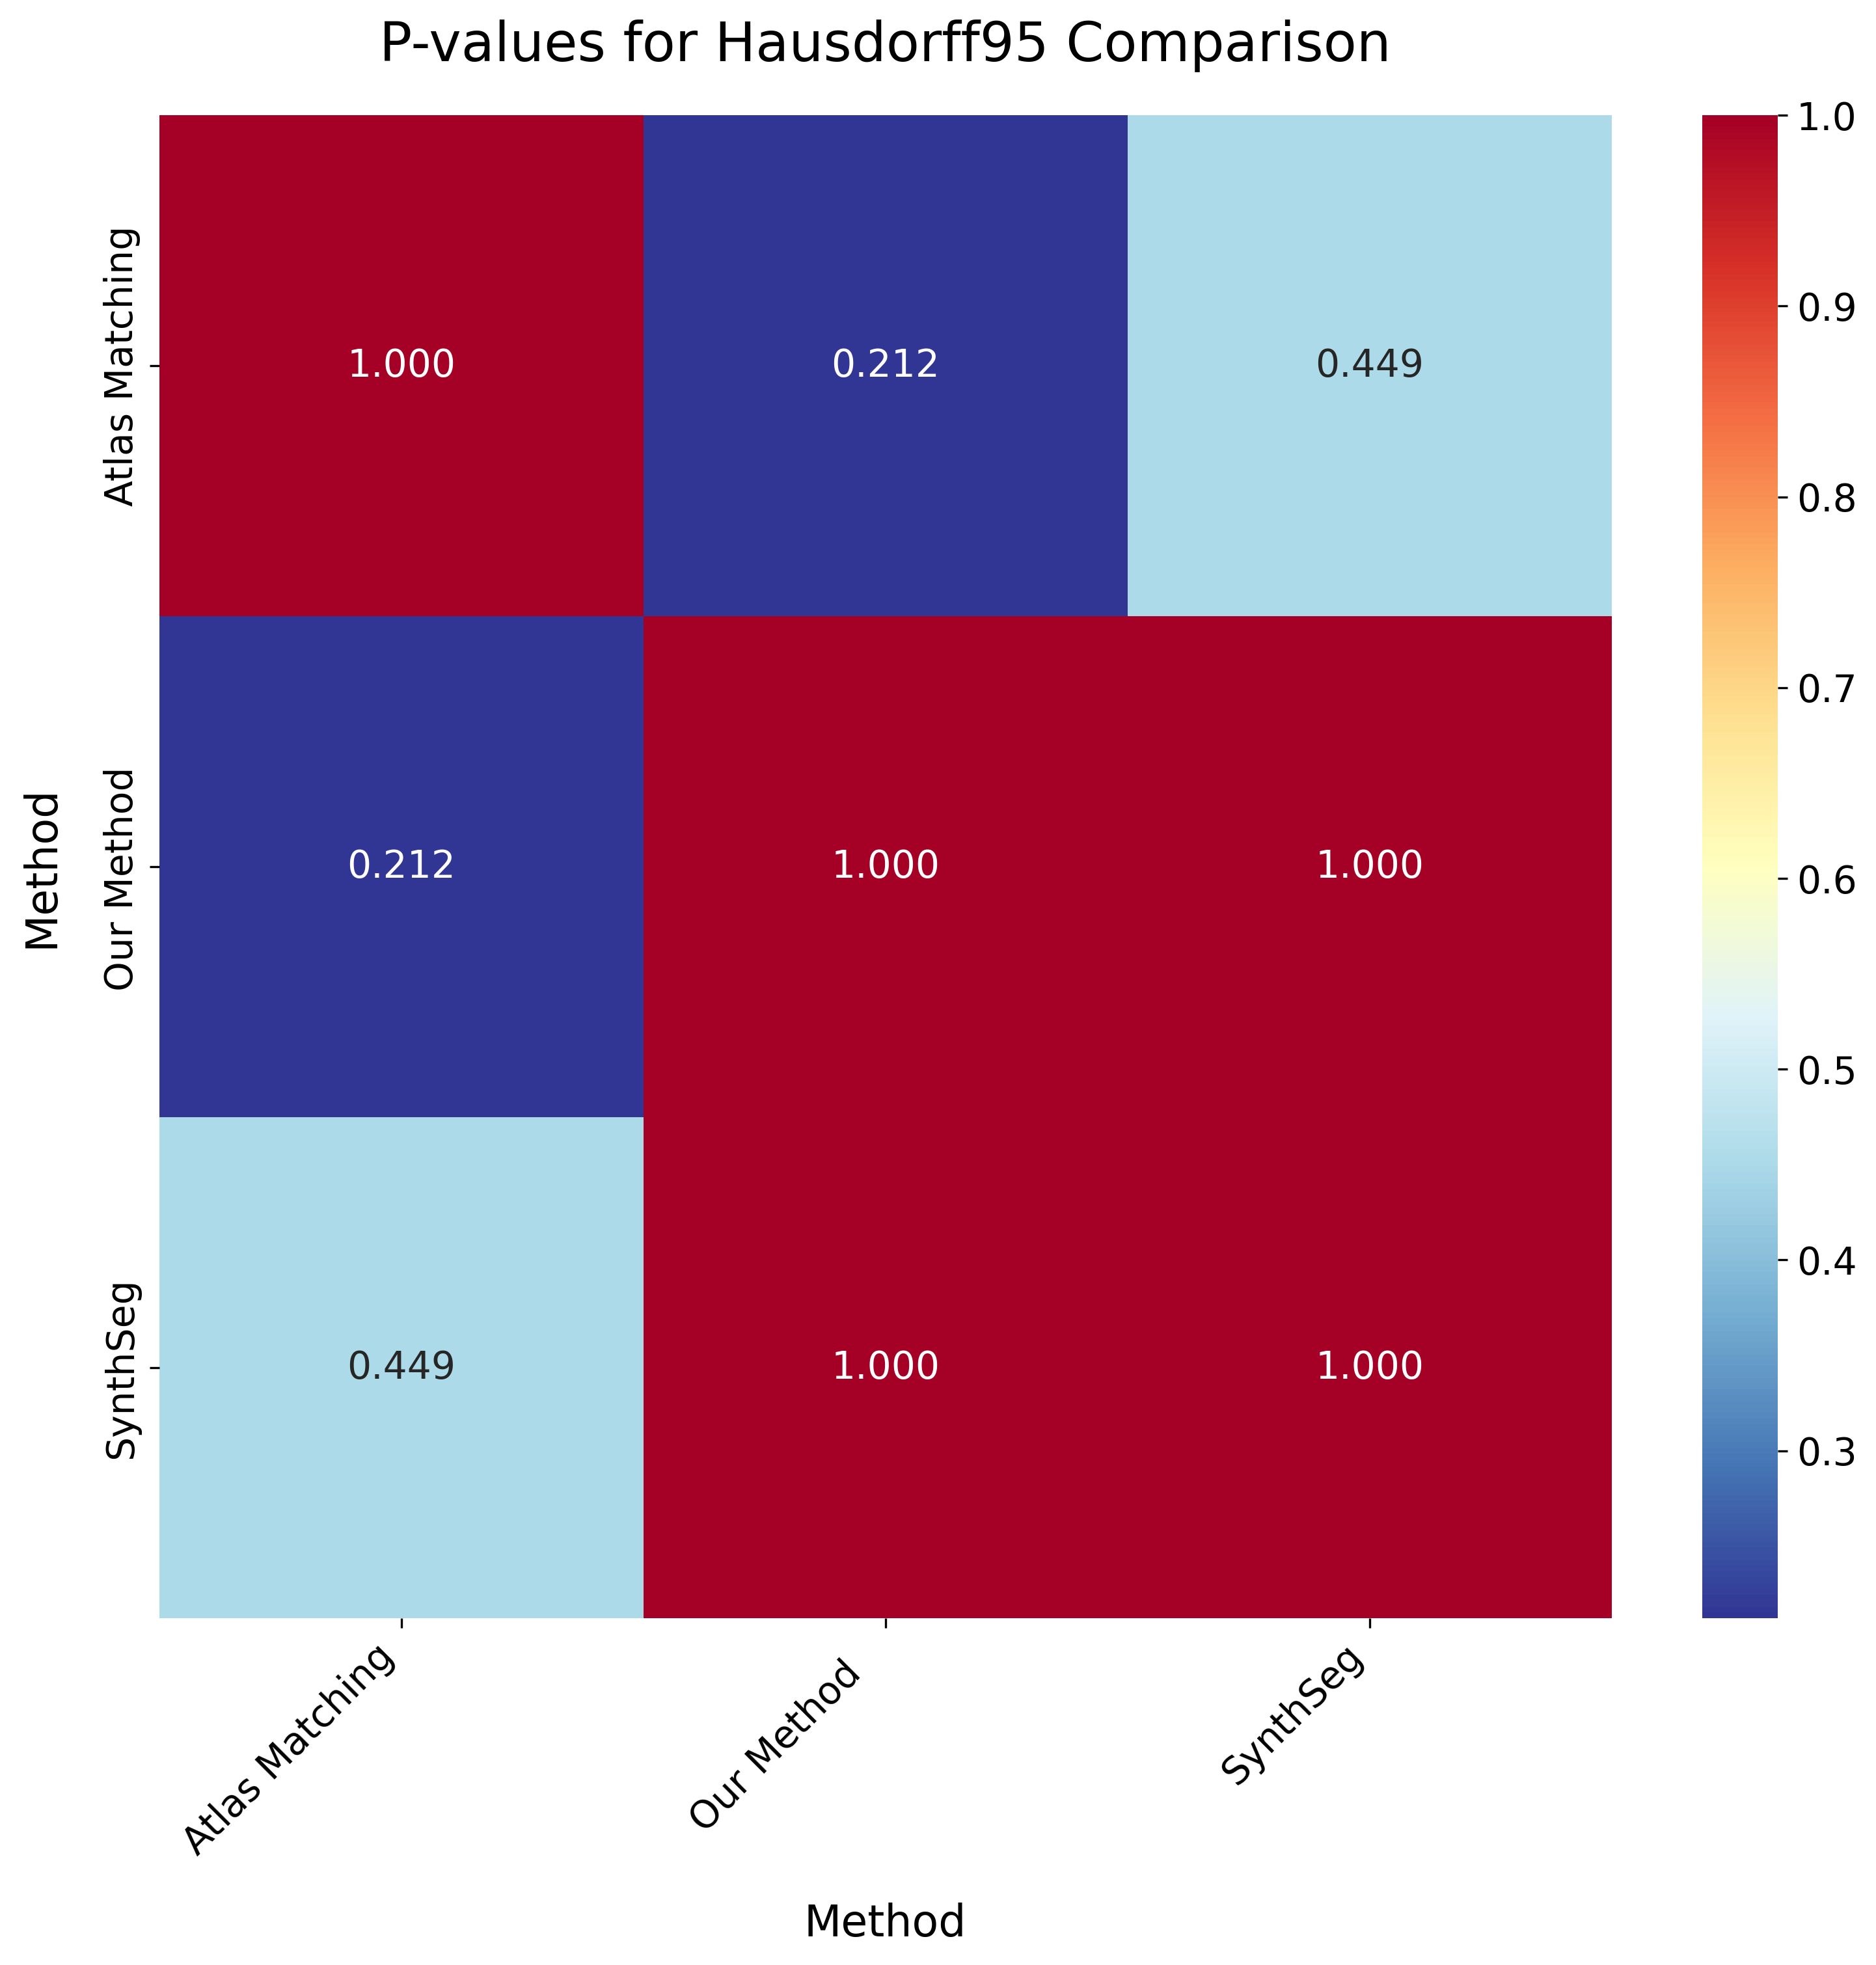 P-values for Hausdorff95 Comparison
Method
Atlas Matching
1.000
0.212
0.449
Our Method
0.212
1.000
1.000
SynthSeg
0.449
1.000
1.000
Atlas Matching
Our Method
SynthSeg
Method
1.0
0.9
0.8
0.7
0.6
0.5
0.4
0.3